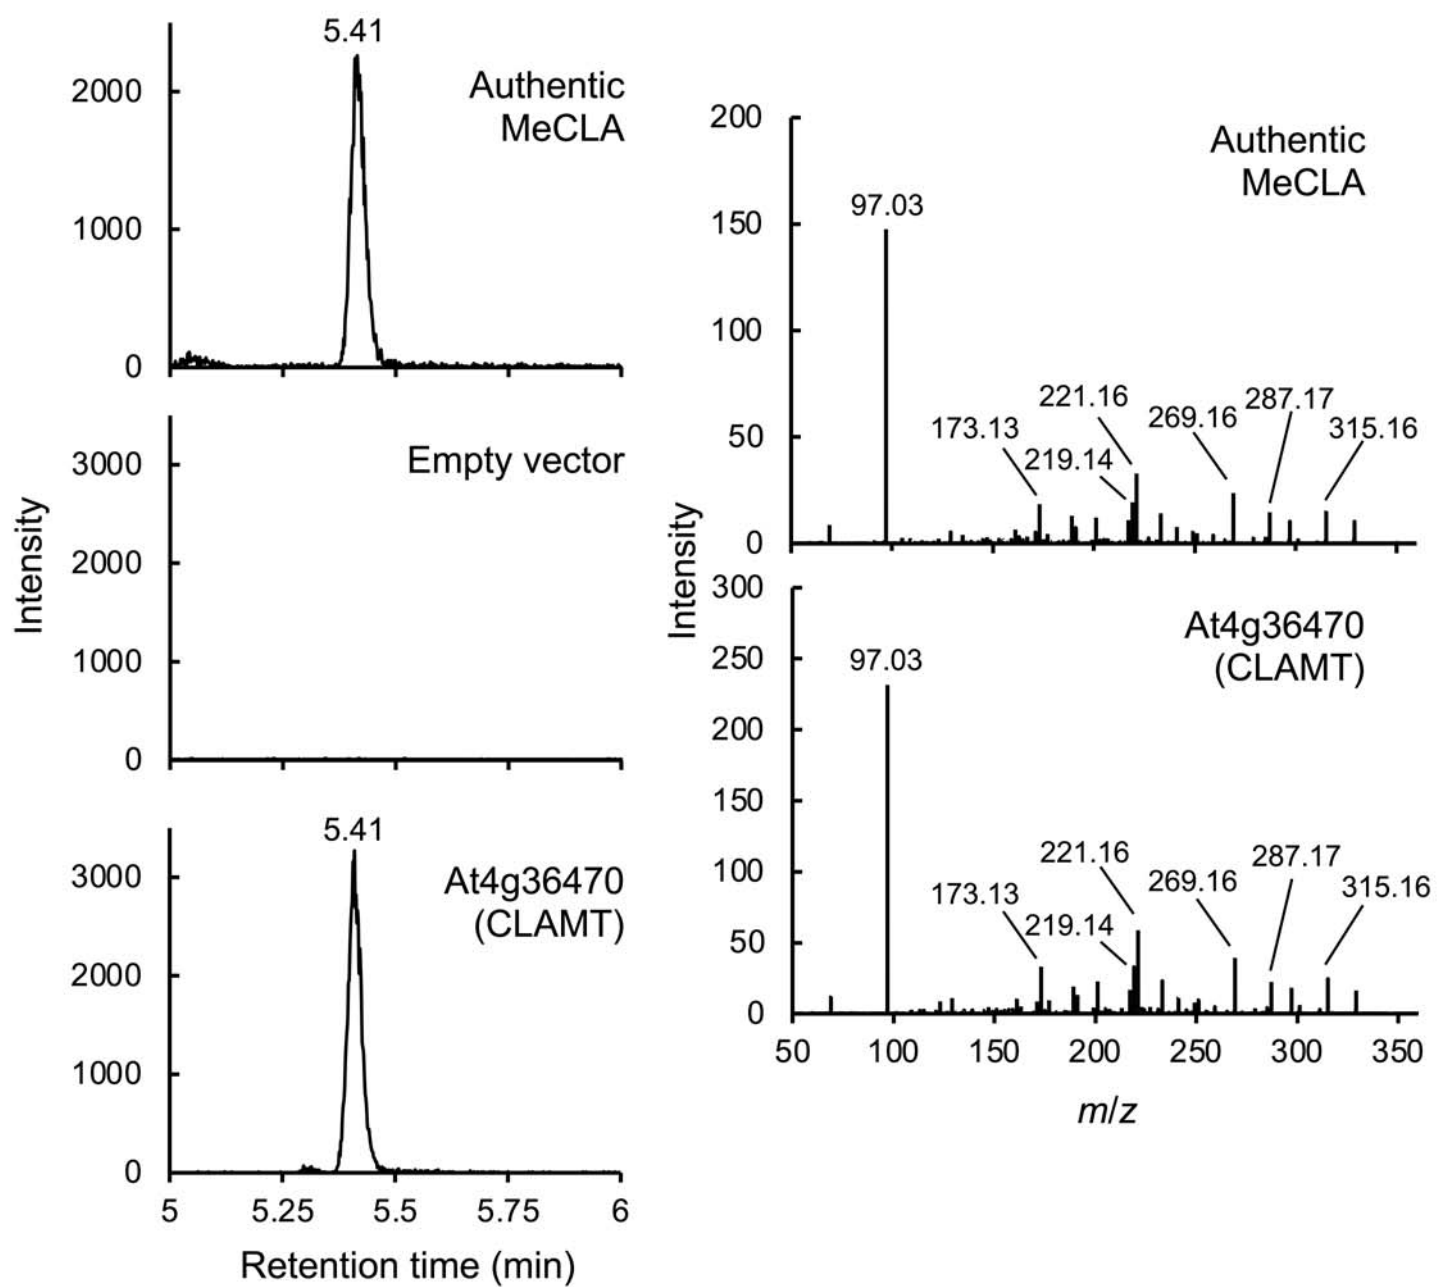 5.41
Authentic
MeCLA
2000
1000
0
Empty vector
3000
2000
1000
0
Intensity
5.41
At4g36470
(CLAMT)
3000
2000
1000
0
5 5.25 5.5 5.75 6
Retention time (min)
200
150
100
50
0
Authentic
MeCLA
97.03
173.13
219.14
221.16
269.16
287.17
315.16
Intensity
300
250
200
150
100
50
0
At4g36470
(CLAMT)
97.03
173.13
219.14
221.16
269.16
287.17
315.16
50 100 150 200 250 300 350
m/z